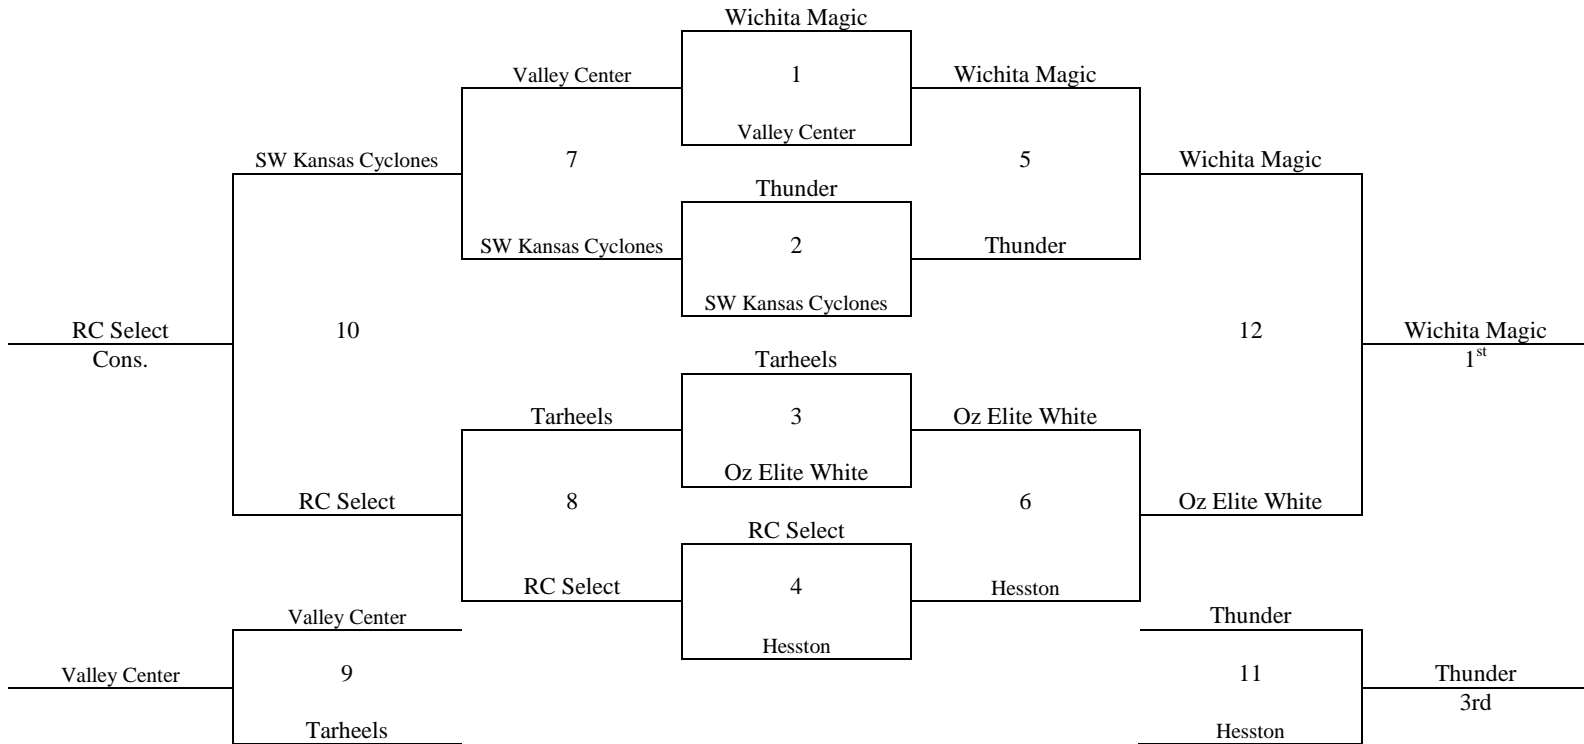 Wichita Magic
Valley Center 1 Wichita Magic
Valley Center
SW Kansas Cyclones 7 5 Wichita Magic
Thunder
SW Kansas Cyclones 2 Thunder
SW Kansas Cyclones
RC Select 10 12 Wichita Magic
Cons. 1st
Tarheels
Tarheels 3 Oz Elite White
Oz Elite White
RC Select 8 6 Oz Elite White
RC Select
RC Select 4 Hesston
Valley Center Thunder
Hesston
Valley Center 9 11 Thunder
3rd
Tarheels Hesston